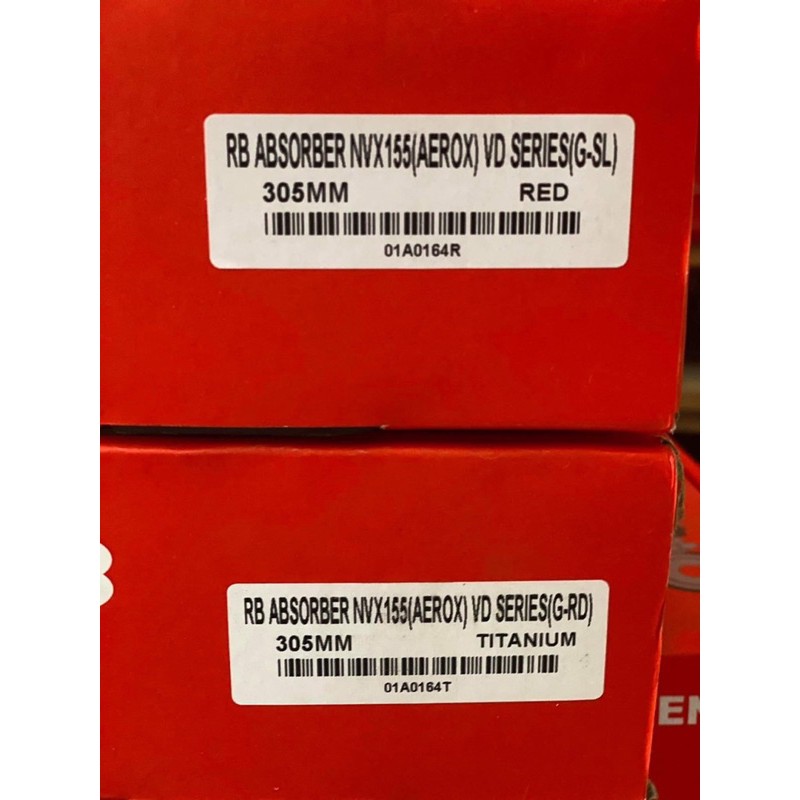 RB ABSORBER NVX155(AEROX) VD SERIES(G-SL)
305MM RED
01A0164R
RB ABSORBER NVX155(AEROX) VD SERIES(G-RD)
305MM TITANIUM
01A0164T